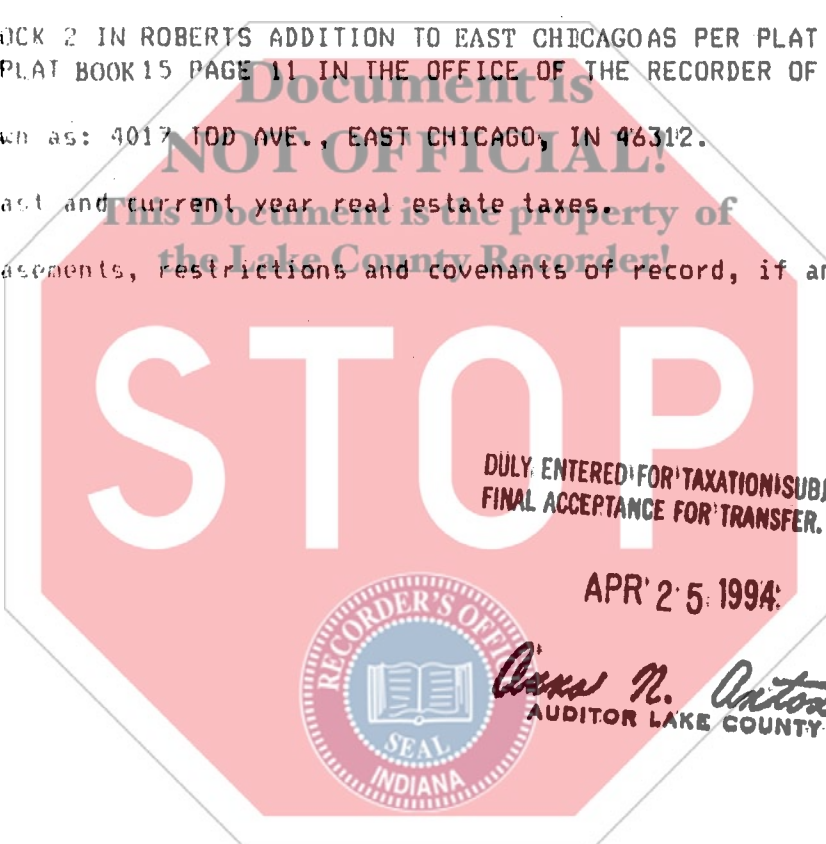 OCK 2 IN ROBERTS ADDITION TO EAST CHICAGO AS PER PLAT
PLAT BOOK 15 PAGE 11 IN THE OFFICE OF THE RECORDER OF
Document is
wn as: 4017 TOD AVE., EAST CHICAGO, IN 46312.
NOT OFFICIAL!
ast and current year real estate taxes.
This Document is the property of
the Lake County Recorder!
asements, restrictions and covenants of record, if an
STOP
DULY ENTERED FOR TAXATION SUBJ
FINAL ACCEPTANCE FOR TRANSFER.
APR 25 1994
Anna N. Anton
AUDITOR LAKE COUNTY
RECORDER'S OFFICE
SEAL
INDIANA